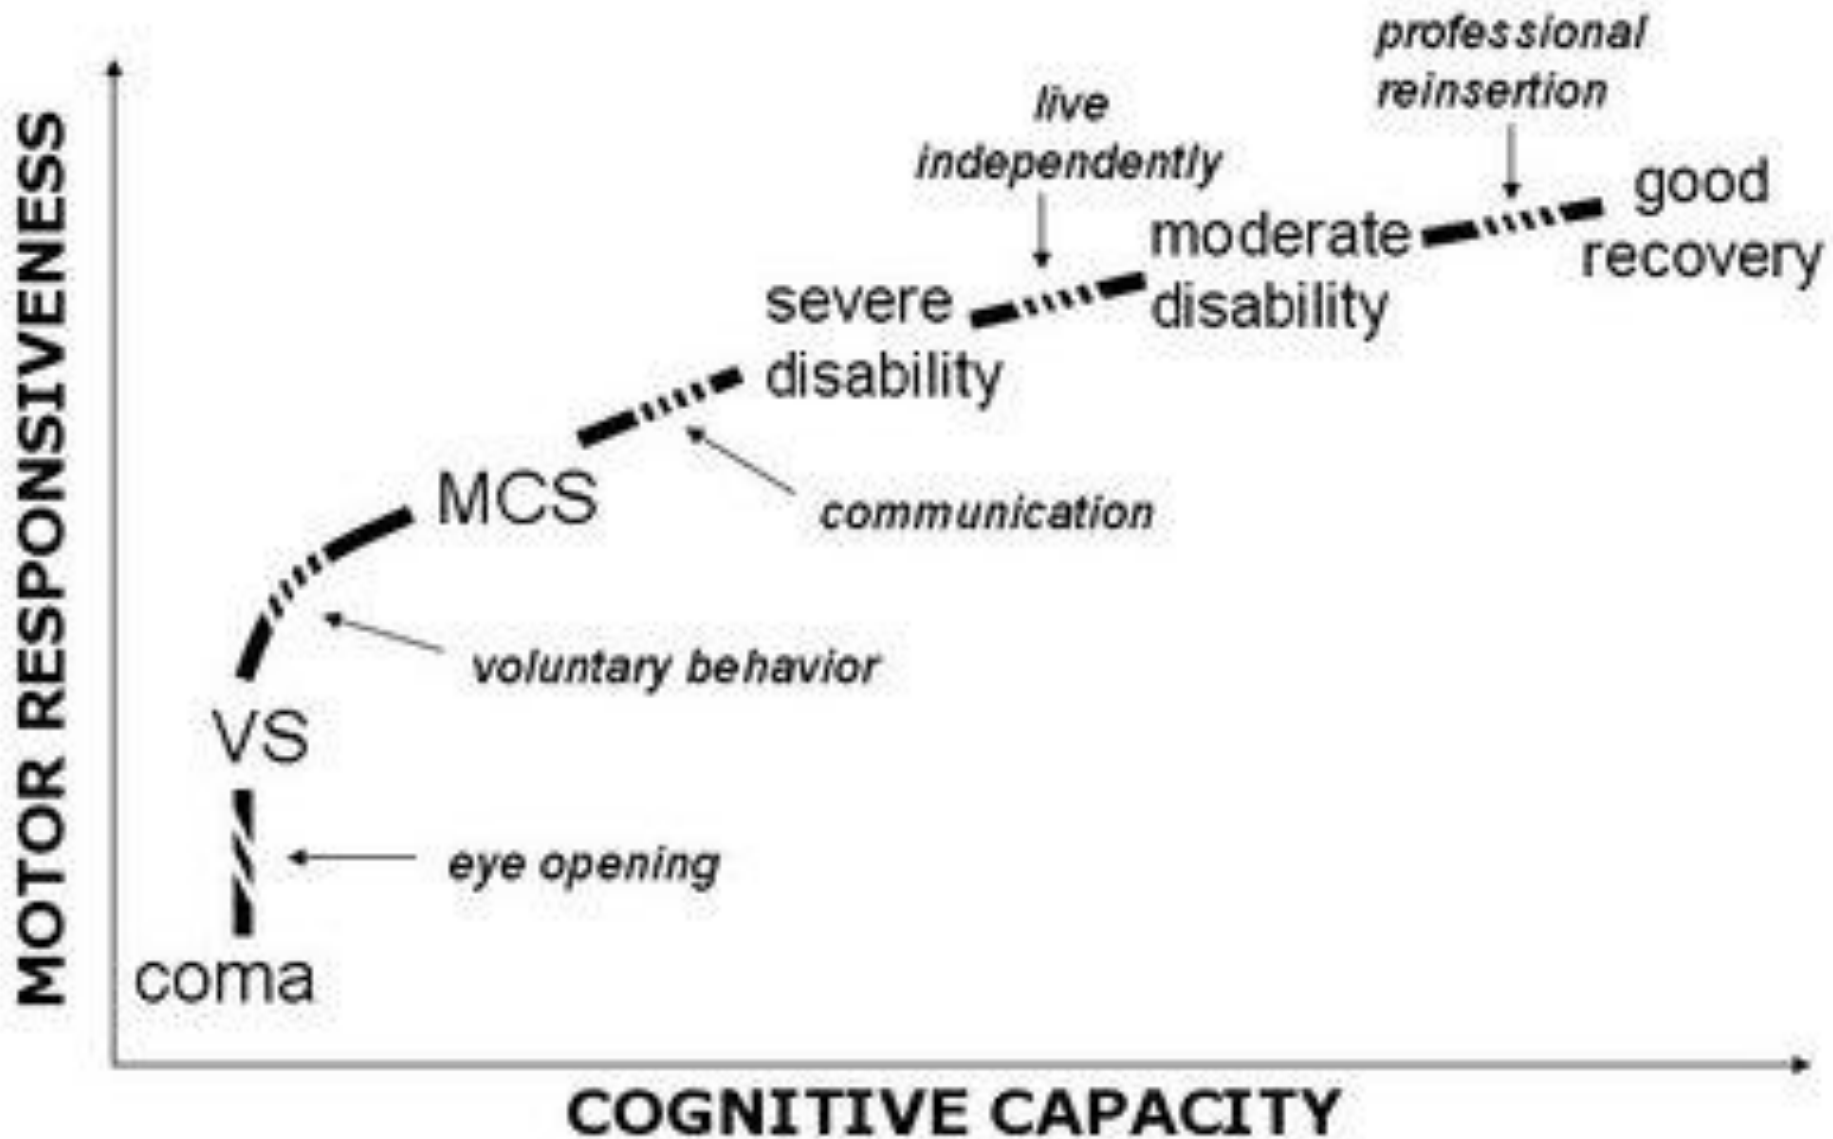 professional
reinsertion
live
independently
good
recovery
moderate
disability
severe
disability
MCS
communication
voluntary behavior
VS
eye opening
coma
MOTOR RESPONSIVENESS
COGNITIVE CAPACITY